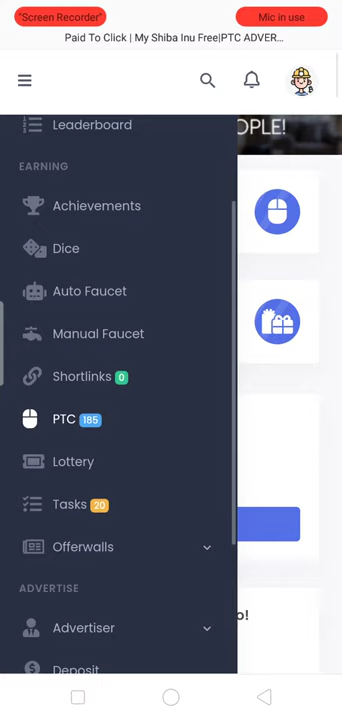 "Screen Recorder"
Mic in use
Paid To Click | My Shiba Inu Free|PTC ADVER...
OPLE!
Leaderboard
EARNING
Achievements
Dice
Auto Faucet
Manual Faucet
Shortlinks 0
PTC 185
Lottery
Tasks 20
Offerwalls
o!
ADVERTISE
Advertiser
Deposit